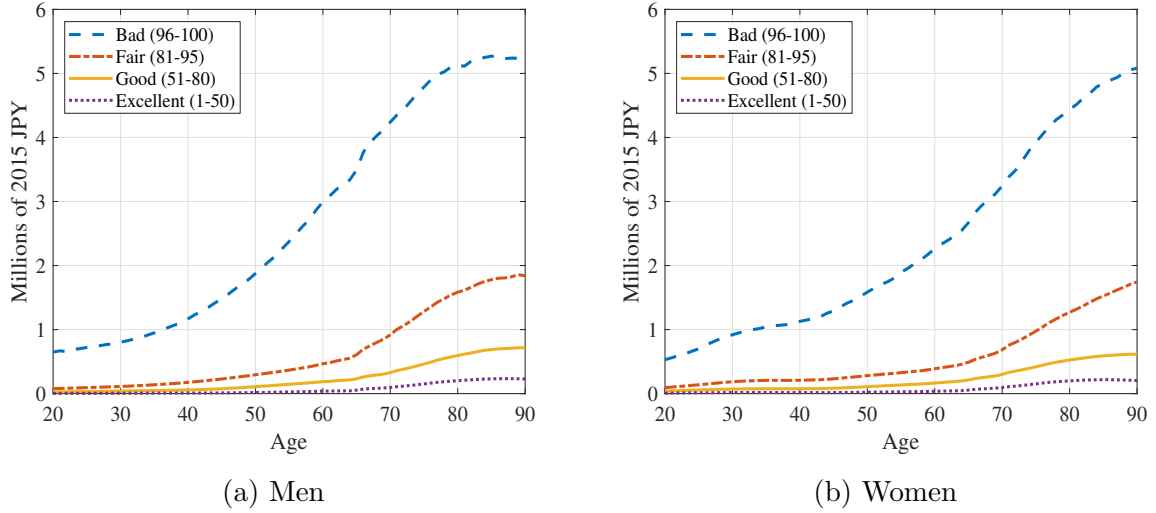 6
5
4
3
2
1
0
Millions of 2015 JPY
Bad (96-100)
Fair (81-95)
Good (51-80)
Excellent (1-50)
20 30 40 50 60 70 80 90
Age
(a) Men
6
5
4
3
2
1
0
Millions of 2015 JPY
Bad (96-100)
Fair (81-95)
Good (51-80)
Excellent (1-50)
20 30 40 50 60 70 80 90
Age
(b) Women